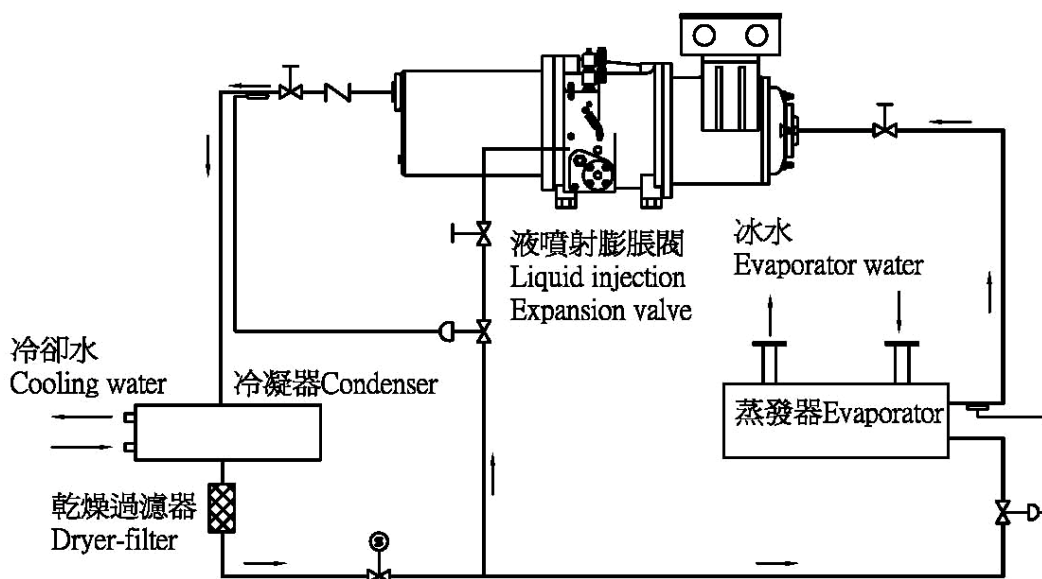 液噴射膨脹閥
Liquid injection
Expansion valve
冰水
Evaporator water
冷卻水
Cooling water
冷凝器Condenser
蒸發器Evaporator
乾燥過濾器
Dryer-filter
S